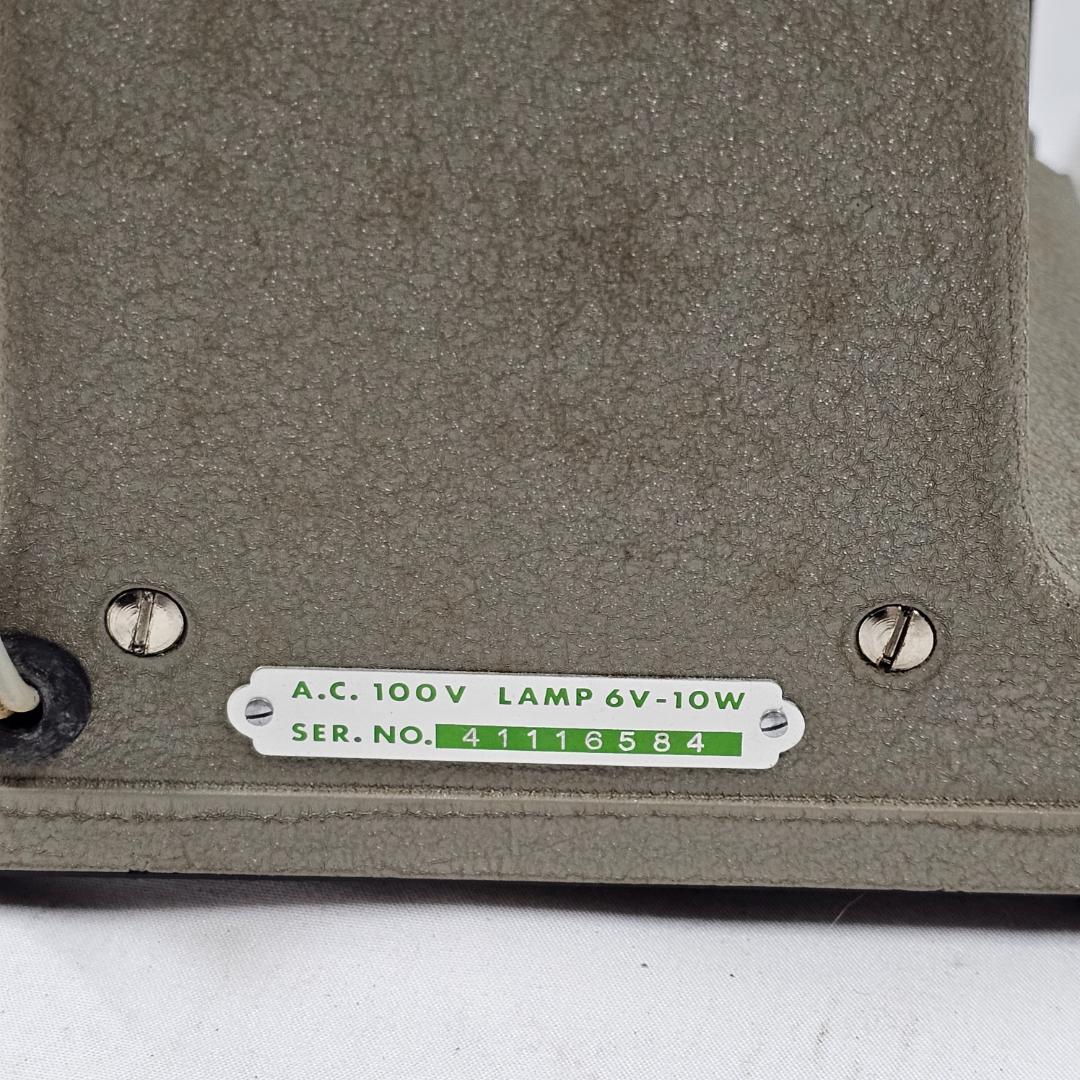 A.C. 100V LAMP 6V-10W
SER. NO. 41116584